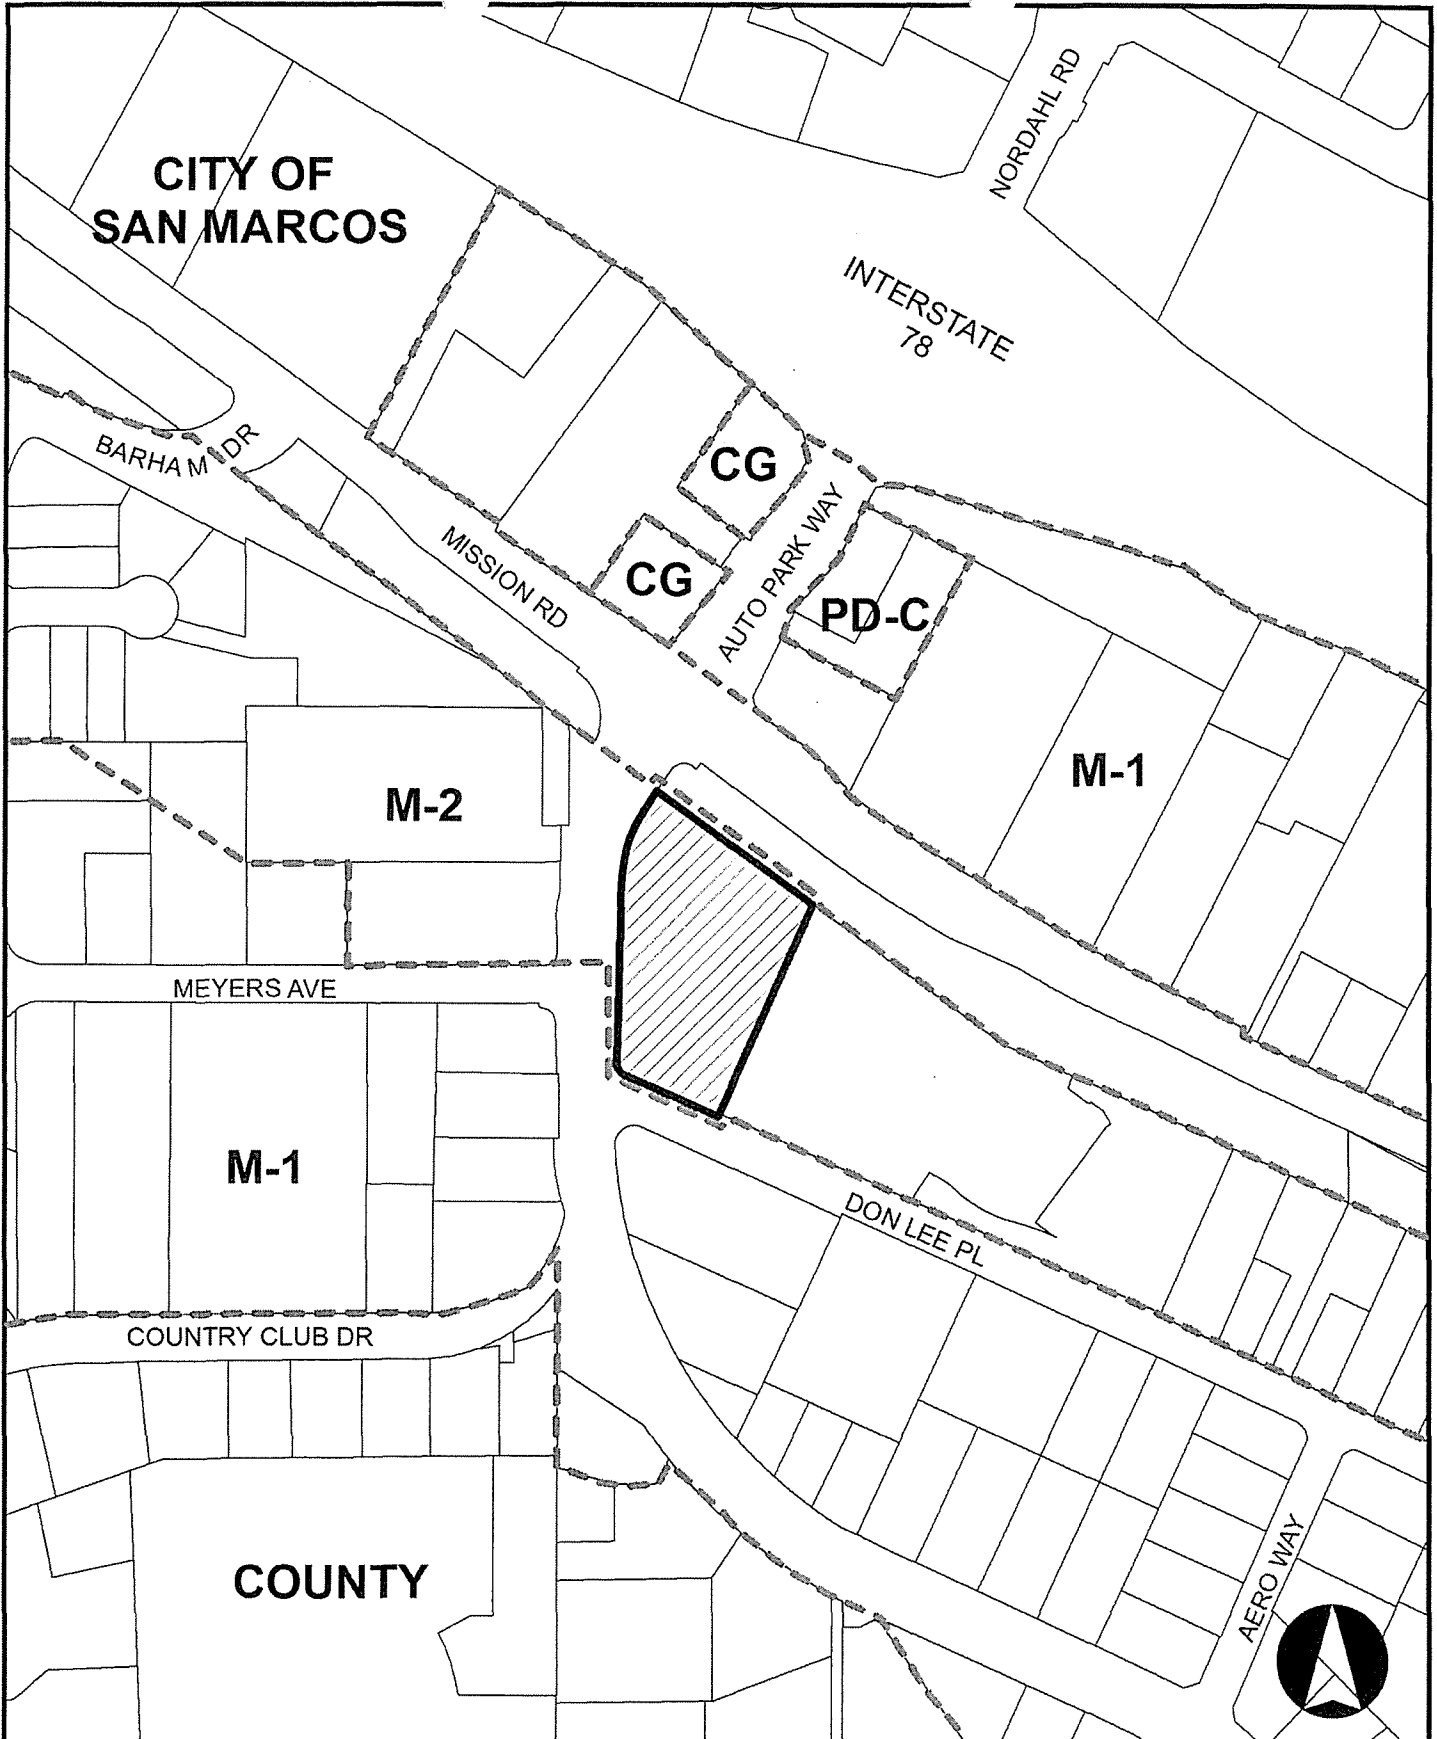 NORDAHL RD
CITY OF
SAN MARCOS
INTERSTATE
78
BARHAM DR
CG
MISSION RD
CG
AUTO PARK WAY
PD-C
M-1
M-2
MEYERS AVE
M-1
DON LEE PL
COUNTRY CLUB DR
COUNTY
AERO WAY